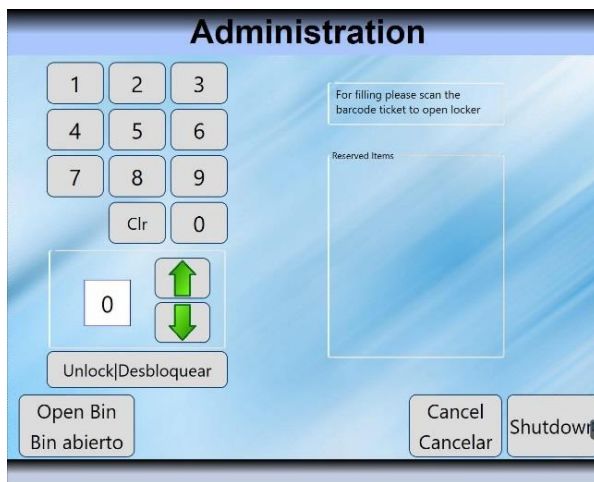 Administration
1 2 3
4 5 6
7 8 9
Clr 0
0
Unlock|Desbloquear
Open Bin
Bin abierto
For filling please scan the
barcode ticket to open locker
Reserved Items
Cancel
Cancelar
Shutdown